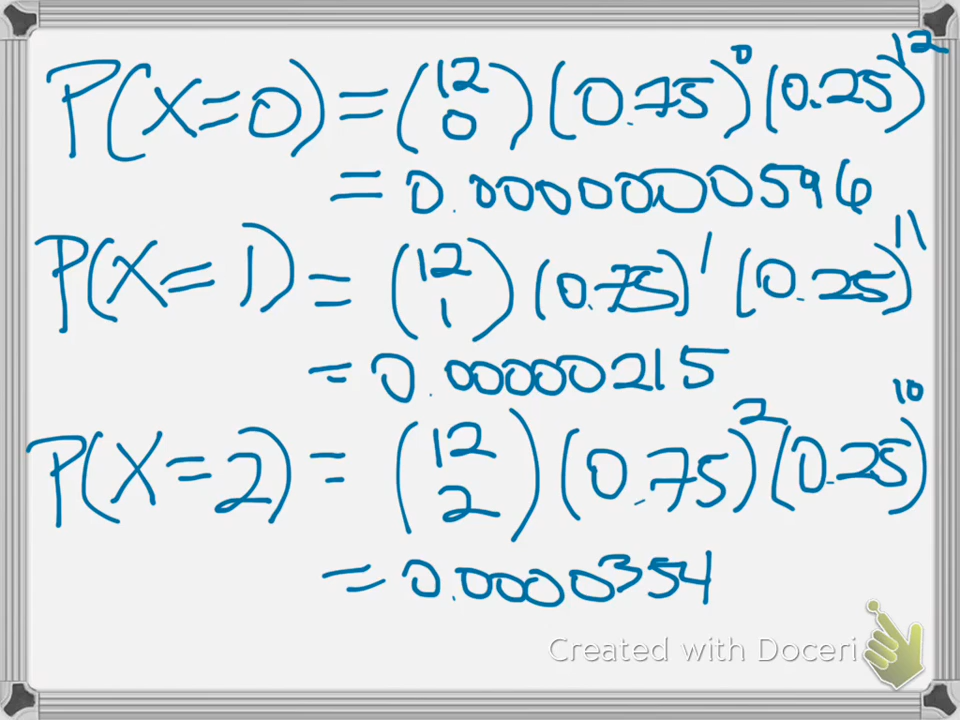 P(X=0) = (12 0) (0.75)^0 (0.25)^12
= 0.0000000596
P(X=1) = (12 1) (0.75)^1 (0.25)^11
= 0.00000215
P(X=2) = (12 2) (0.75)^2 (0.25)^10
= 0.0000354
Created with Doceri